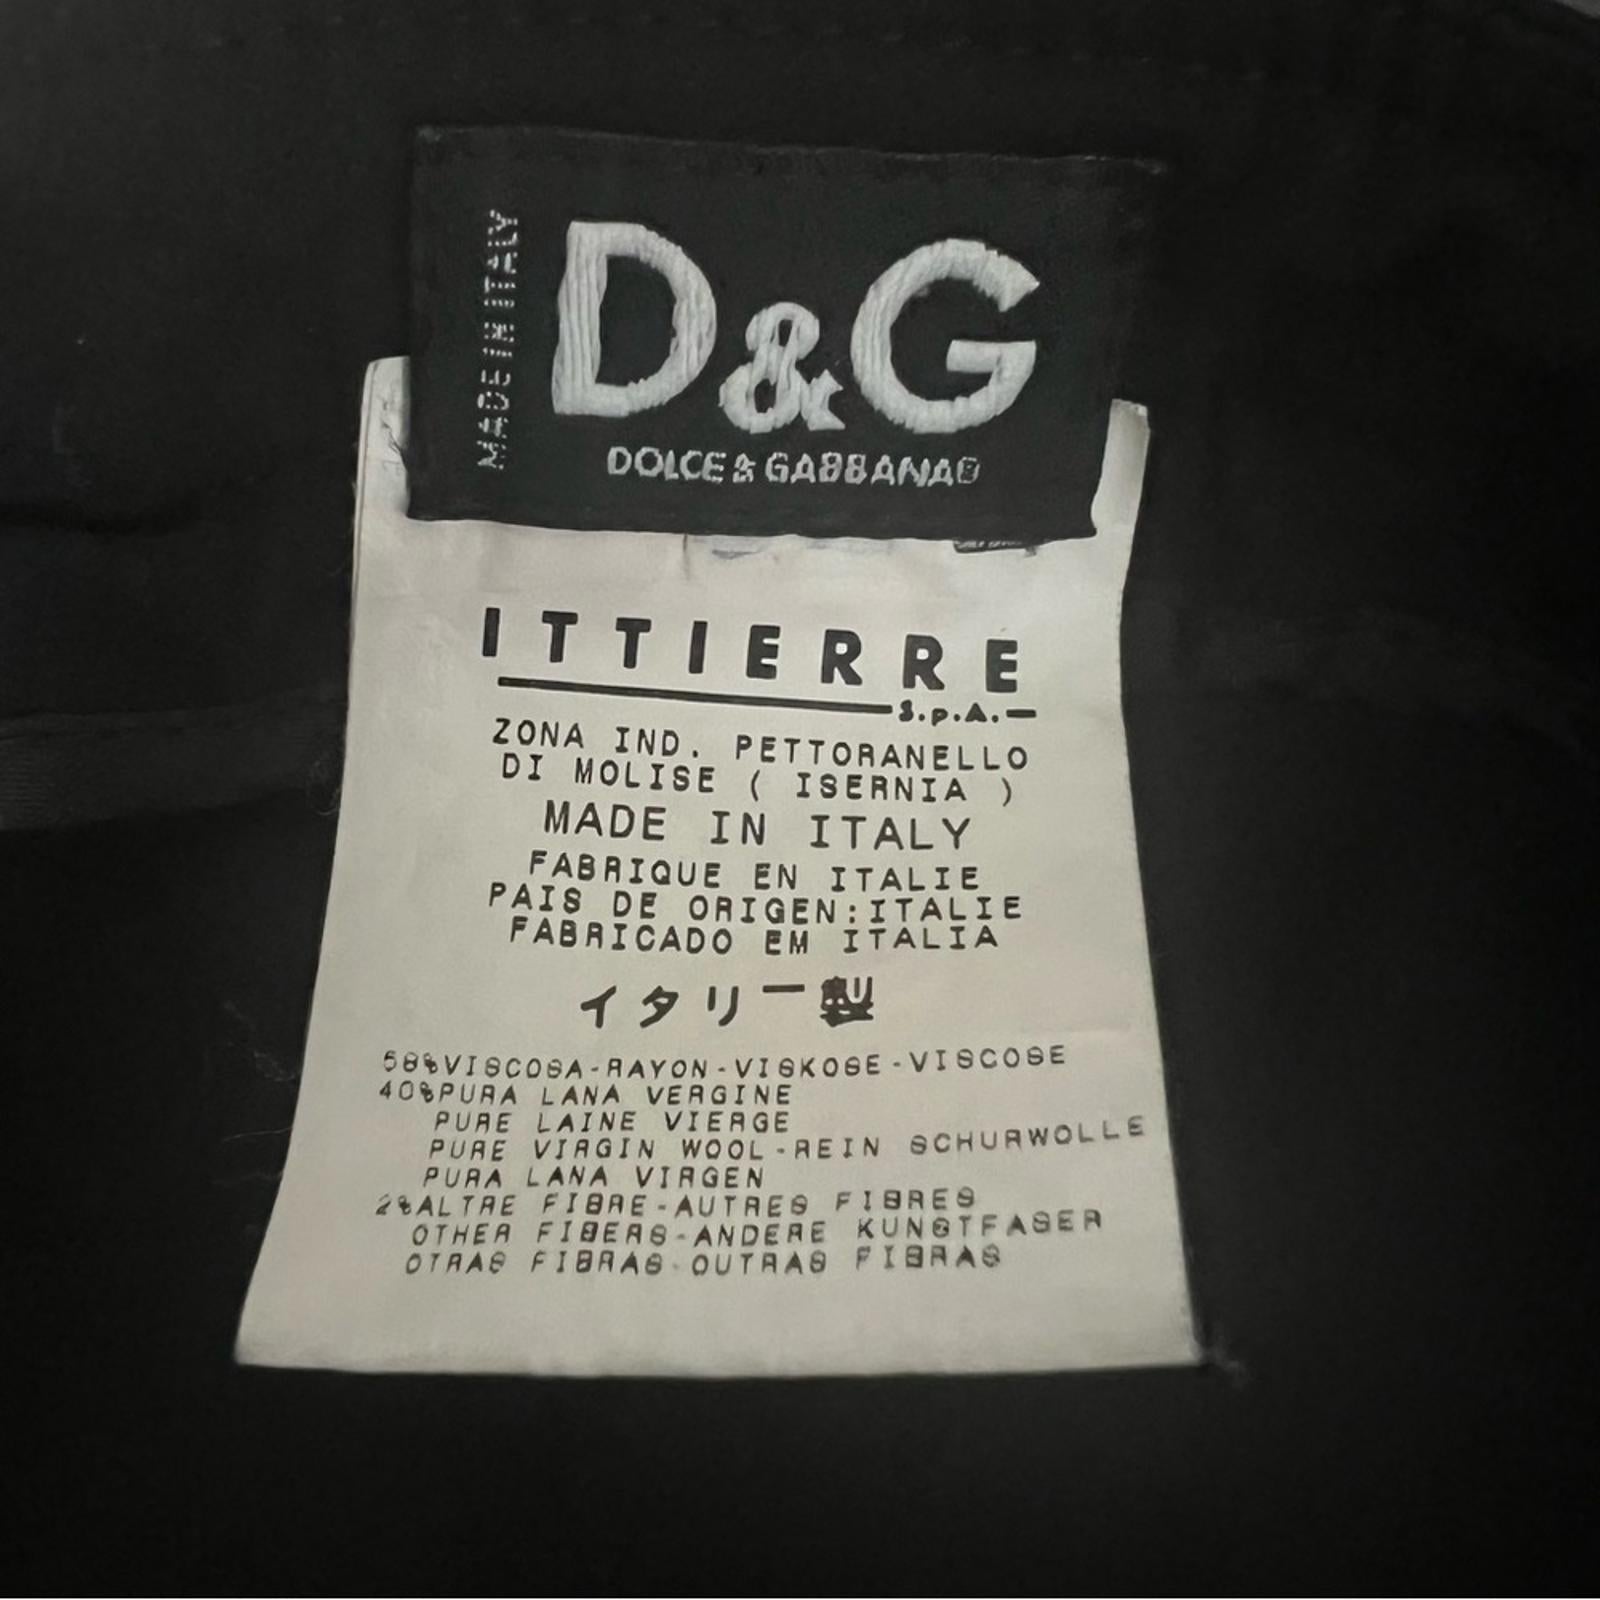 MADE IN ITALY
D&G
DOLCE & GABBANA®
ITTIERRE
S.p.A.
ZONA IND. PETTORANELLO
DI MOLISE ( ISERNIA )
MADE IN ITALY
FABRIQUE EN ITALIE
PAIS DE ORIGEN:ITALIE
FABRICADO EM ITALIA
イタリー製
58%VISCOSA-RAYON-VISKOSE-VISCOSE
40%PURA LANA VERGINE
PURE LAINE VIERGE
PURE VIRGIN WOOL-REIN SCHURWOLLE
PURA LANA VIRGEN
2%ALTRE FIBRE-AUTRES FIBRES
OTHER FIBERS-ANDERE KUNSTFASER
OTRAS FIBRAS-OUTRAS FIBRAS